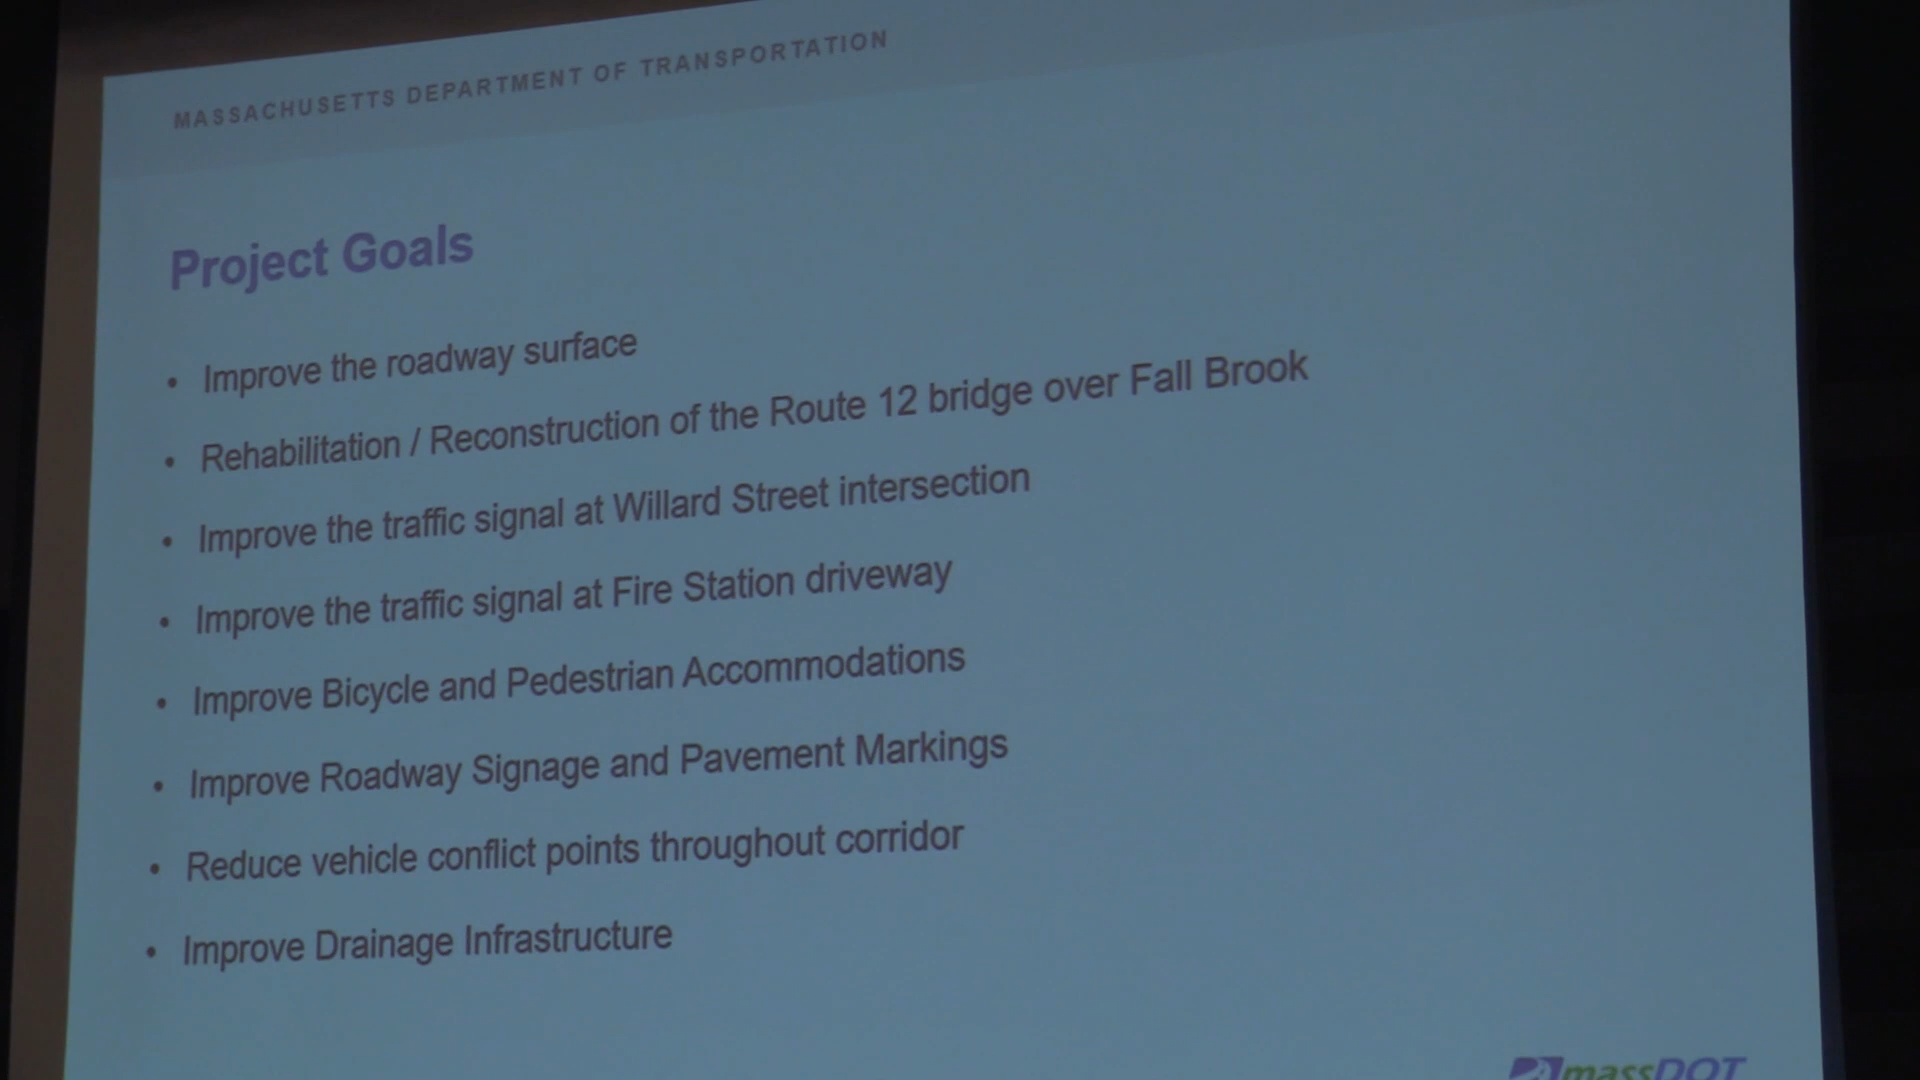 MASSACHUSETTS DEPARTMENT OF TRANSPORTATION
Project Goals
• Improve the roadway surface
• Rehabilitation / Reconstruction of the Route 12 bridge over Fall Brook
• Improve the traffic signal at Willard Street intersection
• Improve the traffic signal at Fire Station driveway
• Improve Bicycle and Pedestrian Accommodations
• Improve Roadway Signage and Pavement Markings
• Reduce vehicle conflict points throughout corridor
• Improve Drainage Infrastructure
massDOT